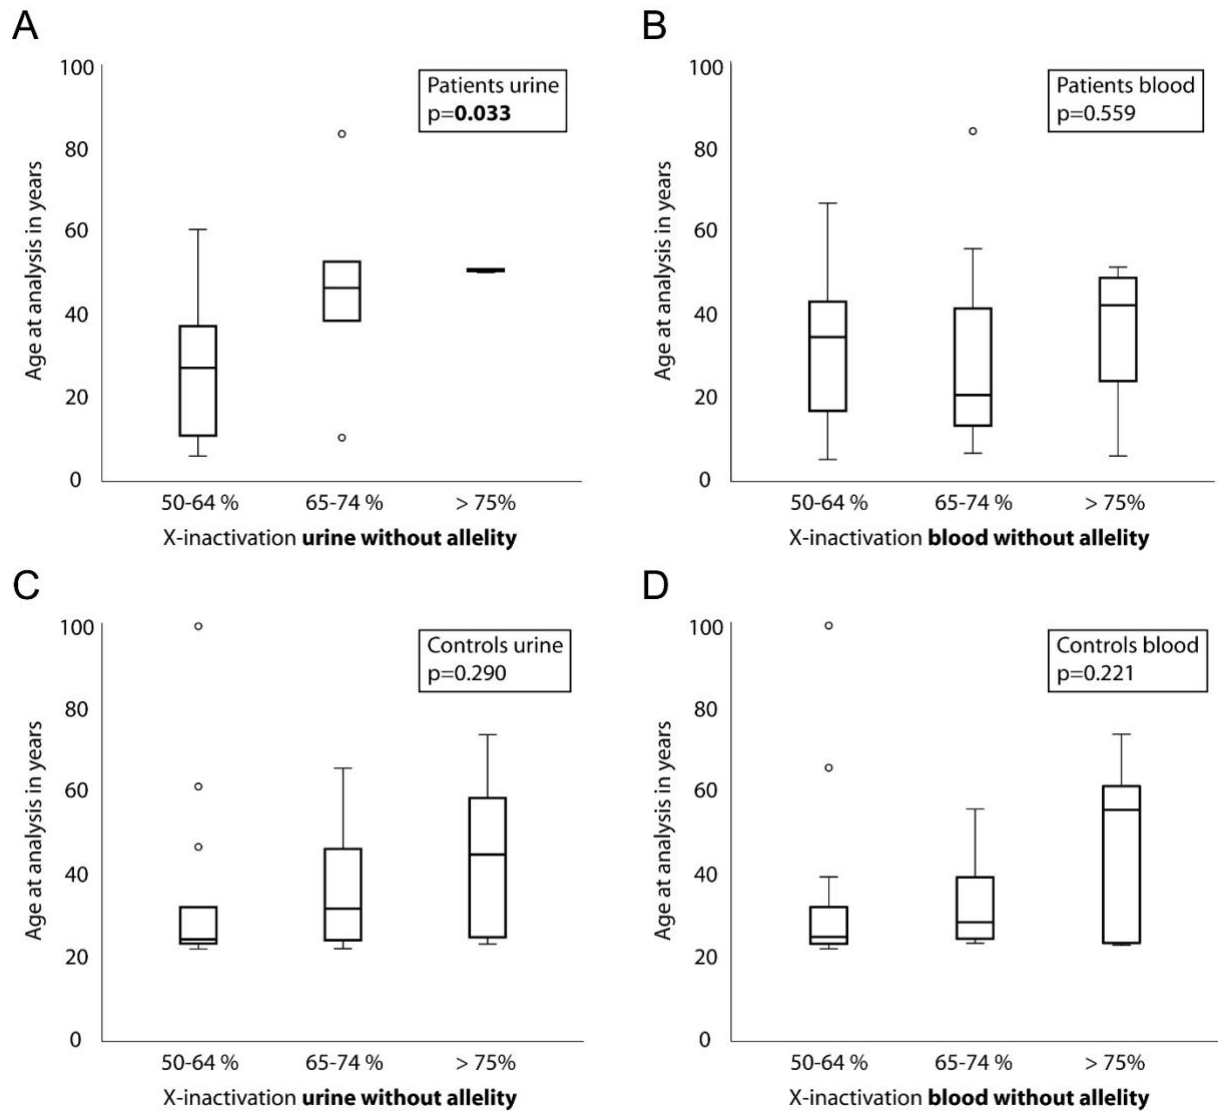 A
Patients urine
p=0.033
Age at analysis in years
100
80
60
40
20
0
50-64 %
65-74 %
> 75%
X-inactivation urine without allelity
B
Patients blood
p=0.559
Age at analysis in years
100
80
60
40
20
0
50-64 %
65-74 %
> 75%
X-inactivation blood without allelity
C
Controls urine
p=0.290
Age at analysis in years
100
80
60
40
20
0
50-64 %
65-74 %
> 75%
X-inactivation urine without allelity
D
Controls blood
p=0.221
Age at analysis in years
100
80
60
40
20
0
50-64 %
65-74 %
> 75%
X-inactivation blood without allelity